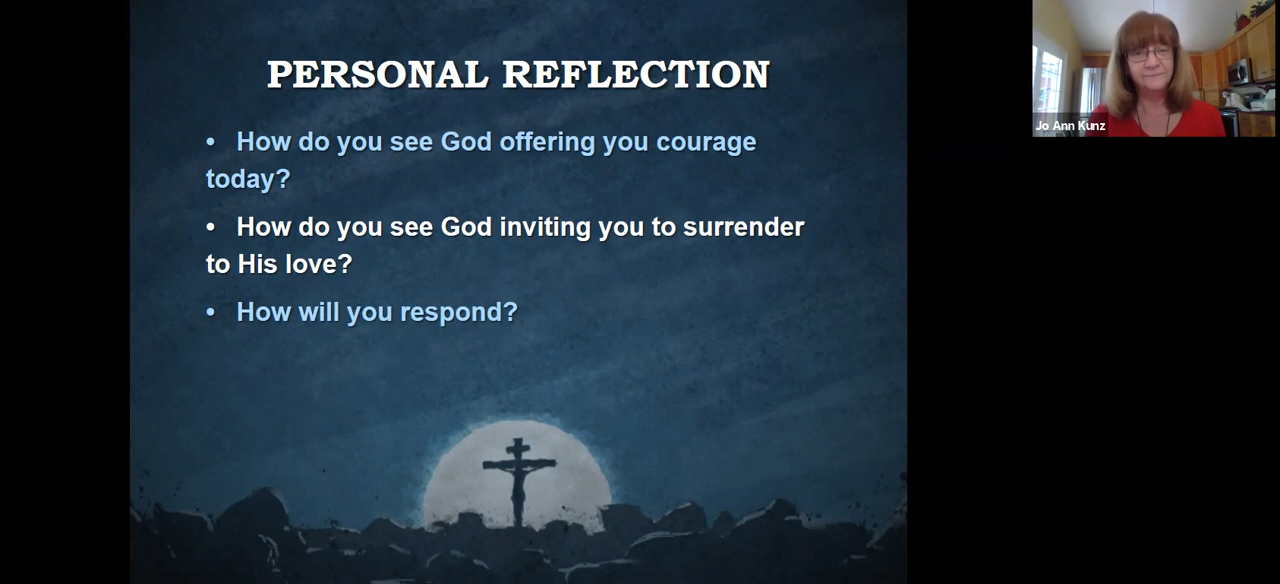 PERSONAL REFLECTION
• How do you see God offering you courage
today?
• How do you see God inviting you to surrender
to His love?
• How will you respond?
Jo Ann Kunz